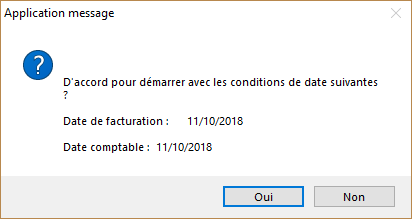 Application message
D'accord pour démarrer avec les conditions de date suivantes
?
Date de facturation : 11/10/2018
Date comptable : 11/10/2018
Oui
Non